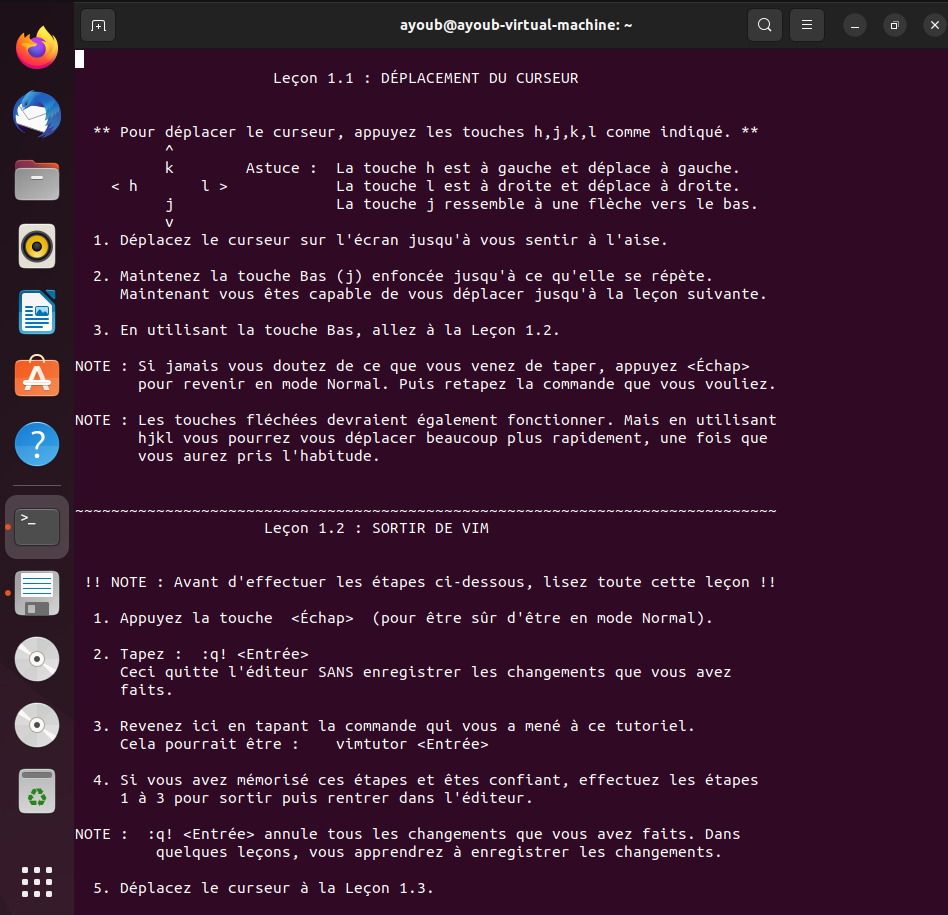 ayoub@ayoub-virtual-machine: ~
Leçon 1.1 : DÉPLACEMENT DU CURSEUR
** Pour déplacer le curseur, appuyez les touches h,j,k,l comme indiqué. **
^
k Astuce : La touche h est à gauche et déplace à gauche.
< h l > La touche l est à droite et déplace à droite.
j La touche j ressemble à une flèche vers le bas.
v
1. Déplacez le curseur sur l'écran jusqu'à vous sentir à l'aise.
2. Maintenez la touche Bas (j) enfoncée jusqu'à ce qu'elle se répète.
Maintenant vous êtes capable de vous déplacer jusqu'à la leçon suivante.
3. En utilisant la touche Bas, allez à la Leçon 1.2.
NOTE : Si jamais vous doutez de ce que vous venez de taper, appuyez <Échap>
pour revenir en mode Normal. Puis retapez la commande que vous vouliez.
NOTE : Les touches fléchées devraient également fonctionner. Mais en utilisant
hjkl vous pourrez vous déplacer beaucoup plus rapidement, une fois que
vous aurez pris l'habitude.
~~~~~~~~~~~~~~~~~~~~~~~~~~~~~~~~~~~~~~~~~~~~~~~~~~~~~~~~~~~~~~~~~~~~~~~~~~~~~~
Leçon 1.2 : SORTIR DE VIM
!! NOTE : Avant d'effectuer les étapes ci-dessous, lisez toute cette leçon !!
1. Appuyez la touche <Échap> (pour être sûr d'être en mode Normal).
2. Tapez : :q! <Entrée>
Ceci quitte l'éditeur SANS enregistrer les changements que vous avez
faits.
3. Revenez ici en tapant la commande qui vous a mené à ce tutoriel.
Cela pourrait être : vimtutor <Entrée>
4. Si vous avez mémorisé ces étapes et êtes confiant, effectuez les étapes
1 à 3 pour sortir puis rentrer dans l'éditeur.
NOTE : :q! <Entrée> annule tous les changements que vous avez faits. Dans
quelques leçons, vous apprendrez à enregistrer les changements.
5. Déplacez le curseur à la Leçon 1.3.